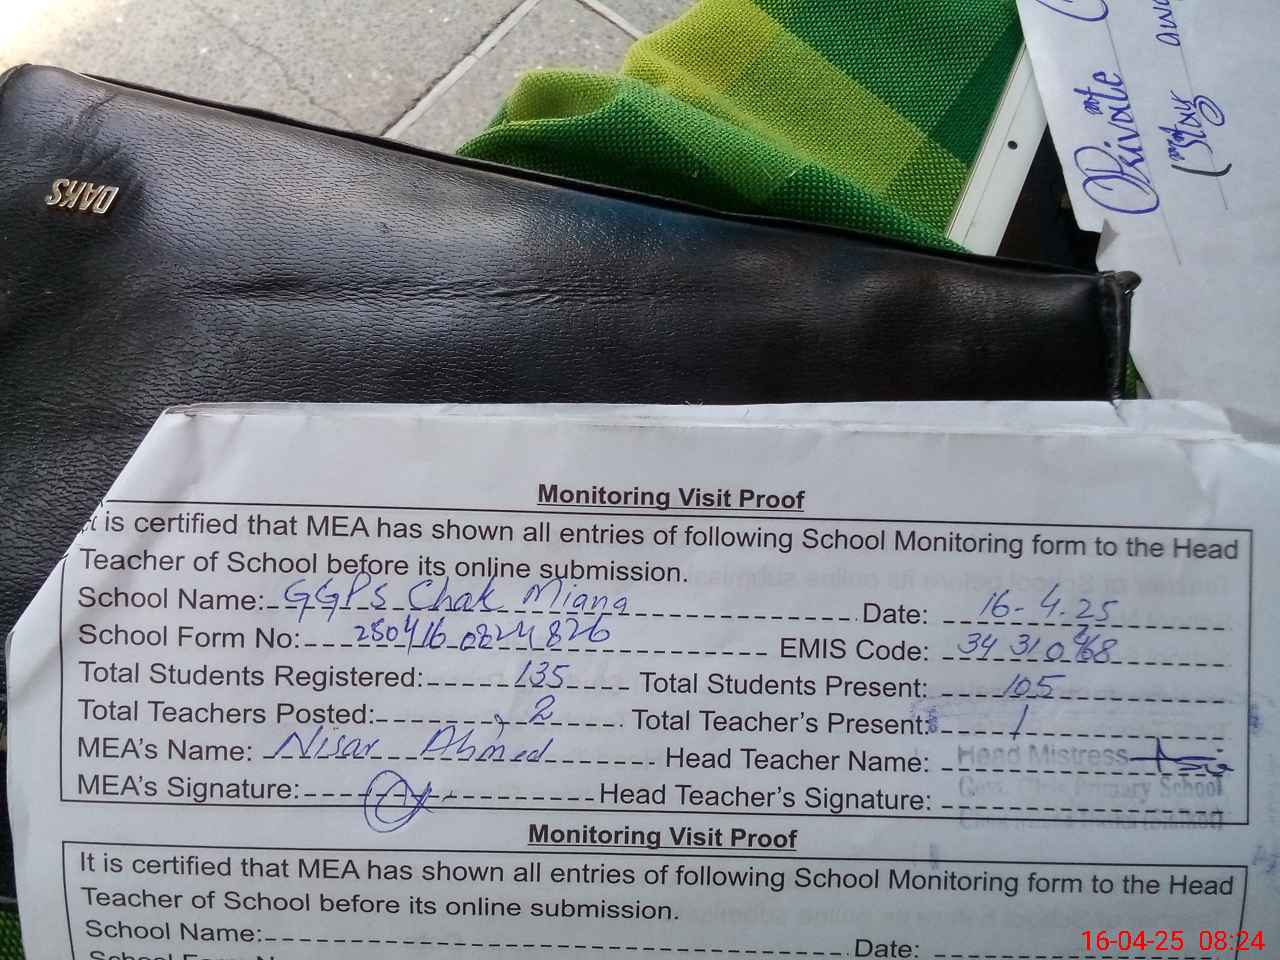 DAKS
Private
(Stay
Monitoring Visit Proof
It is certified that MEA has shown all entries of following School Monitoring form to the Head
Teacher of School before its online submission.
School Name: GGPS Chak Miana Date: 16-4.25
School Form No: EMIS Code: 34310468
Total Students Registered: 135 Total Students Present: 105
Total Teachers Posted: 2 Total Teacher's Present: 1
MEA's Name: Nisar Ahmed Head Teacher Name: Head Mistress
MEA's Signature: Head Teacher's Signature: Govt. Girls Primary School
Monitoring Visit Proof
It is certified that MEA has shown all entries of following School Monitoring form to the Head
Teacher of School before its online submission.
School Name: Date:
School Form N
16-04-25 08:24